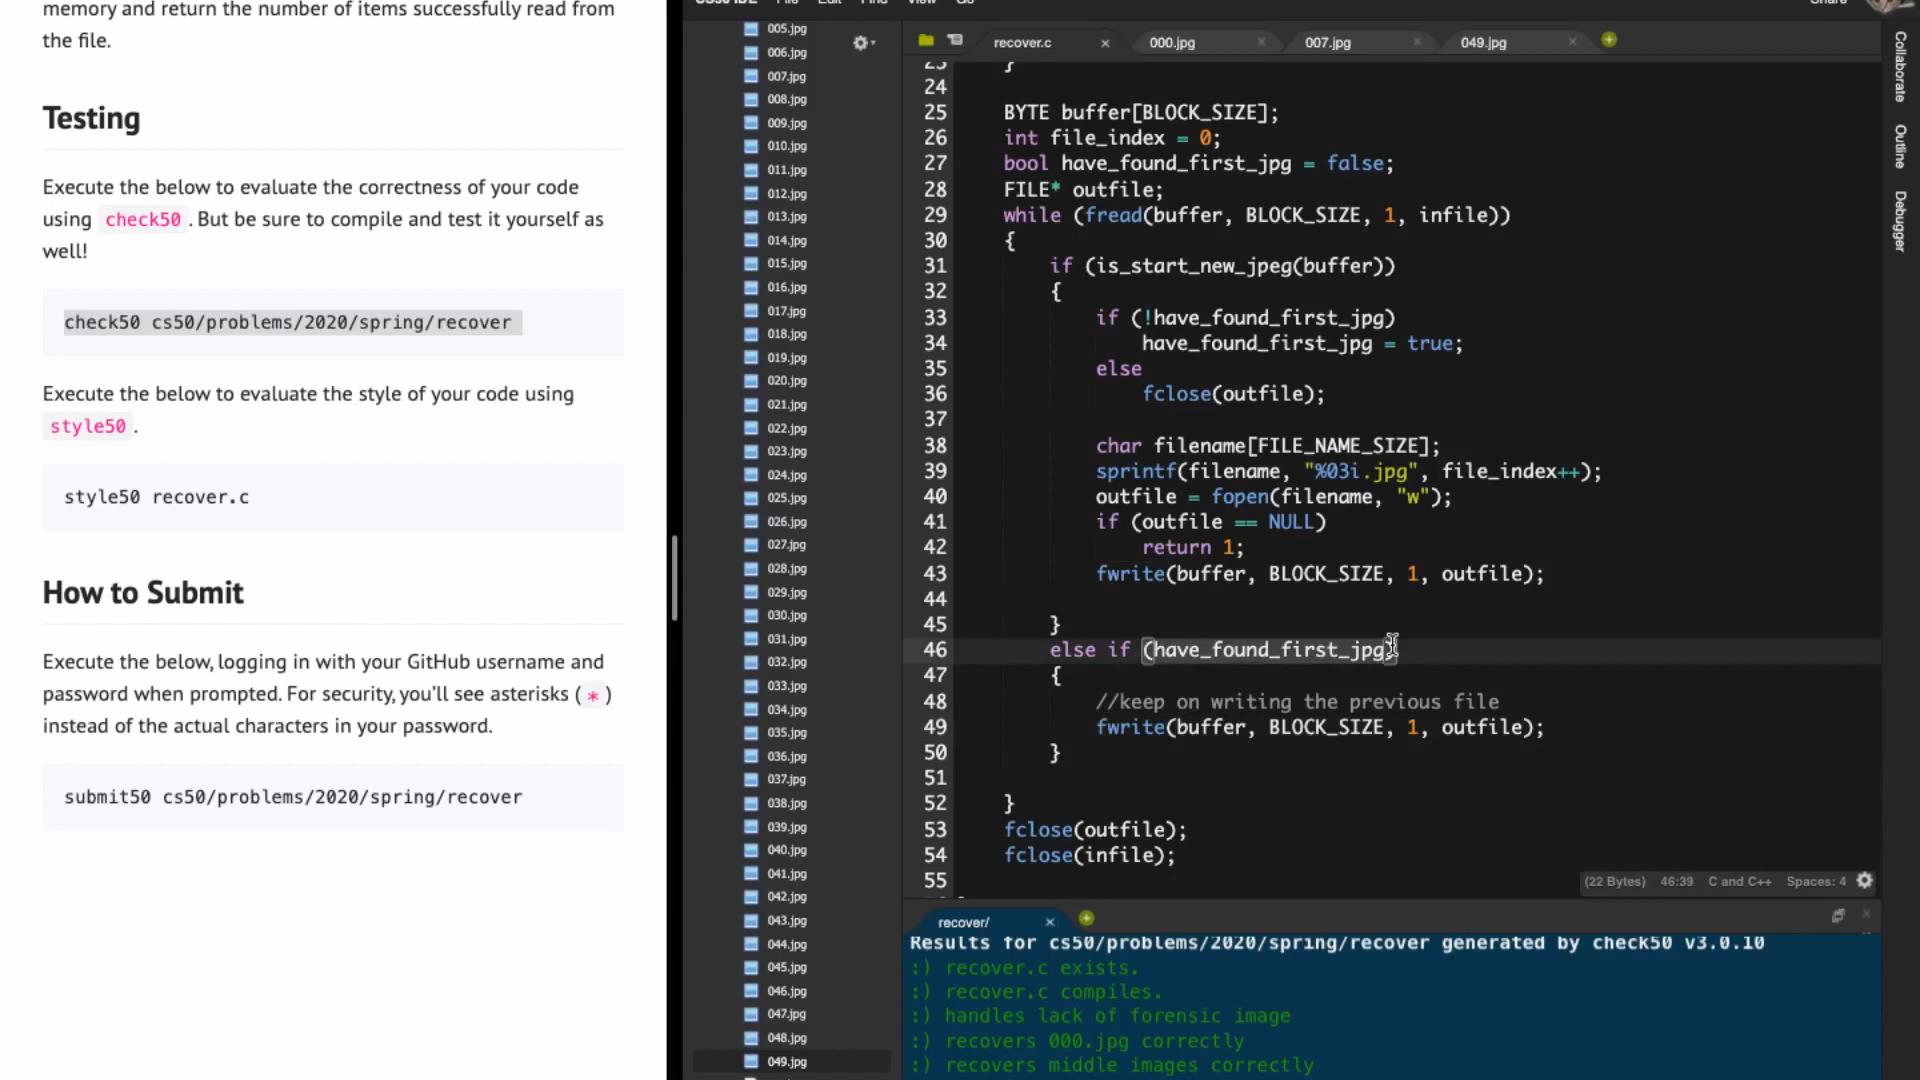 memory and return the number of items successfully read from
the file.
Testing
Execute the below to evaluate the correctness of your code
using check50 . But be sure to compile and test it yourself as
well!
check50 cs50/problems/2020/spring/recover
Execute the below to evaluate the style of your code using
style50 .
style50 recover.c
How to Submit
Execute the below, logging in with your GitHub username and
password when prompted. For security, you'll see asterisks ( * )
instead of the actual characters in your password.
submit50 cs50/problems/2020/spring/recover
CS50 IDE File Edit Find View Go Share
005.jpg
006.jpg
007.jpg
008.jpg
009.jpg
010.jpg
011.jpg
012.jpg
013.jpg
014.jpg
015.jpg
016.jpg
017.jpg
018.jpg
019.jpg
020.jpg
021.jpg
022.jpg
023.jpg
024.jpg
025.jpg
026.jpg
027.jpg
028.jpg
029.jpg
030.jpg
031.jpg
032.jpg
033.jpg
034.jpg
035.jpg
036.jpg
037.jpg
038.jpg
039.jpg
040.jpg
041.jpg
042.jpg
043.jpg
044.jpg
045.jpg
046.jpg
047.jpg
048.jpg
049.jpg
recover.c 000.jpg 007.jpg 049.jpg
23 }
24
25 BYTE buffer[BLOCK_SIZE];
26 int file_index = 0;
27 bool have_found_first_jpg = false;
28 FILE* outfile;
29 while (fread(buffer, BLOCK_SIZE, 1, infile))
30 {
31 if (is_start_new_jpeg(buffer))
32 {
33 if (!have_found_first_jpg)
34 have_found_first_jpg = true;
35 else
36 fclose(outfile);
37
38 char filename[FILE_NAME_SIZE];
39 sprintf(filename, "%03i.jpg", file_index++);
40 outfile = fopen(filename, "w");
41 if (outfile == NULL)
42 return 1;
43 fwrite(buffer, BLOCK_SIZE, 1, outfile);
44
45 }
46 else if (have_found_first_jpg)
47 {
48 //keep on writing the previous file
49 fwrite(buffer, BLOCK_SIZE, 1, outfile);
50 }
51
52 }
53 fclose(outfile);
54 fclose(infile);
55
(22 Bytes) 46:39 C and C++ Spaces: 4
Collaborate
Outline
Debugger
recover/
Results for cs50/problems/2020/spring/recover generated by check50 v3.0.10
:) recover.c exists.
:) recover.c compiles.
:) handles lack of forensic image
:) recovers 000.jpg correctly
:) recovers middle images correctly